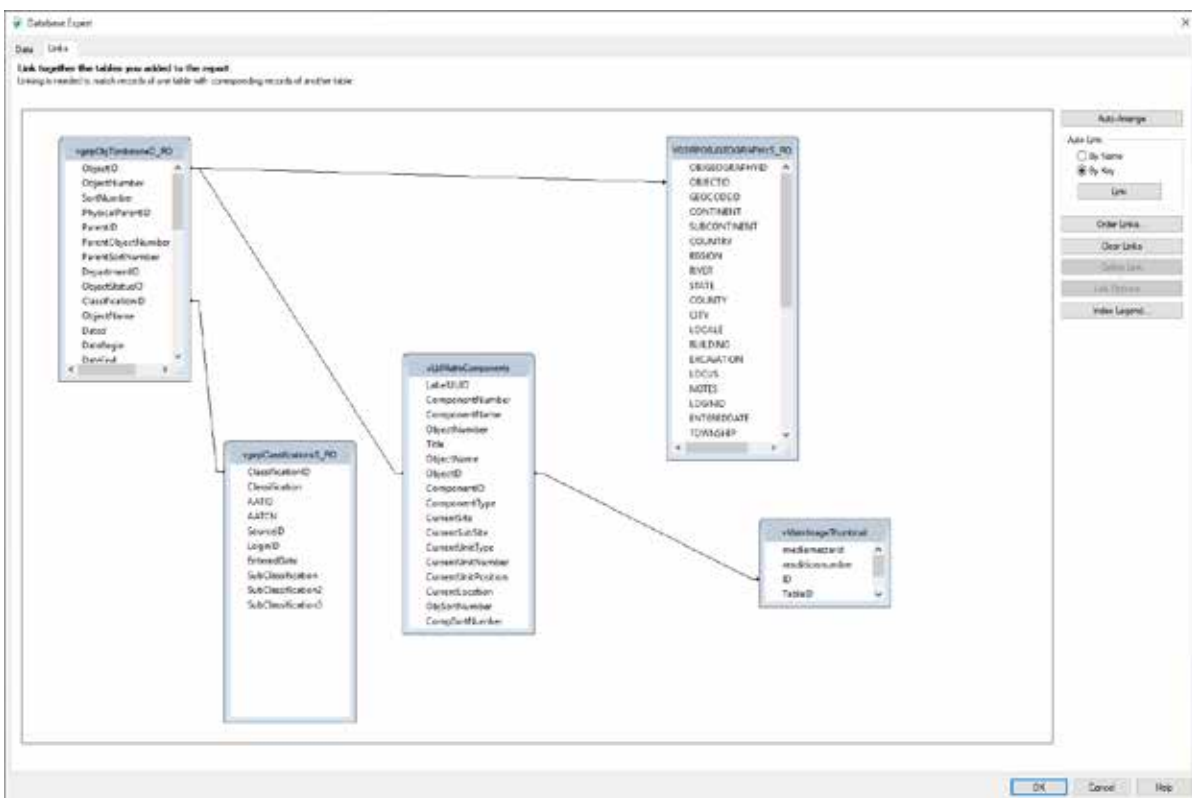 Database Expert
Data Links
Link together the tables you added to the report.
Linking is needed to match records of one table with corresponding records of another table.
ObjectID
ObjectNumber
SortNumber
PhysicalParentID
ParentID
ParentObjectNumber
ParentSortNumber
DepartmentID
ObjectStatusID
ClassificationID
ObjectName
Dated
DateBegin
DateEnd
ClassificationID
Classification
AATID
AATCN
SourceID
LoginID
EnteredDate
SubClassification
SubClassification2
SubClassification3
LabelUUID
ComponentNumber
ComponentName
ObjectNumber
Title
ObjectName
ObjectID
ComponentID
ComponentType
CurrentSite
CurrentSubSite
CurrentUnitType
CurrentUnitNumber
CurrentUnitPosition
CurrentLocation
ObjSortNumber
CompSortNumber
OBJGEOGRAPHYID
OBJECTID
GEOCODEID
CONTINENT
SUBCONTINENT
COUNTRY
REGION
RIVER
STATE
COUNTY
CITY
LOCALE
BUILDING
EXCAVATION
LOCUS
NOTES
LOGINID
ENTEREDDATE
TOWNSHIP
mediamasterid
renditionnumber
ID
TableID
Auto-Arrange
Auto-Link
By Name
By Key
Link
Order Links...
Clear Links
Delete Link
Link Options...
Index Legend...
OK Cancel Help